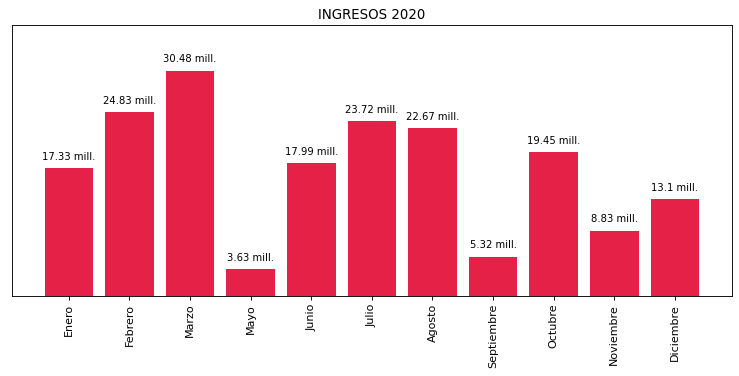 INGRESOS 2020
17.33 mill.
24.83 mill.
30.48 mill.
3.63 mill.
17.99 mill.
23.72 mill.
22.67 mill.
5.32 mill.
19.45 mill.
8.83 mill.
13.1 mill.
Enero
Febrero
Marzo
Mayo
Junio
Julio
Agosto
Septiembre
Octubre
Noviembre
Diciembre